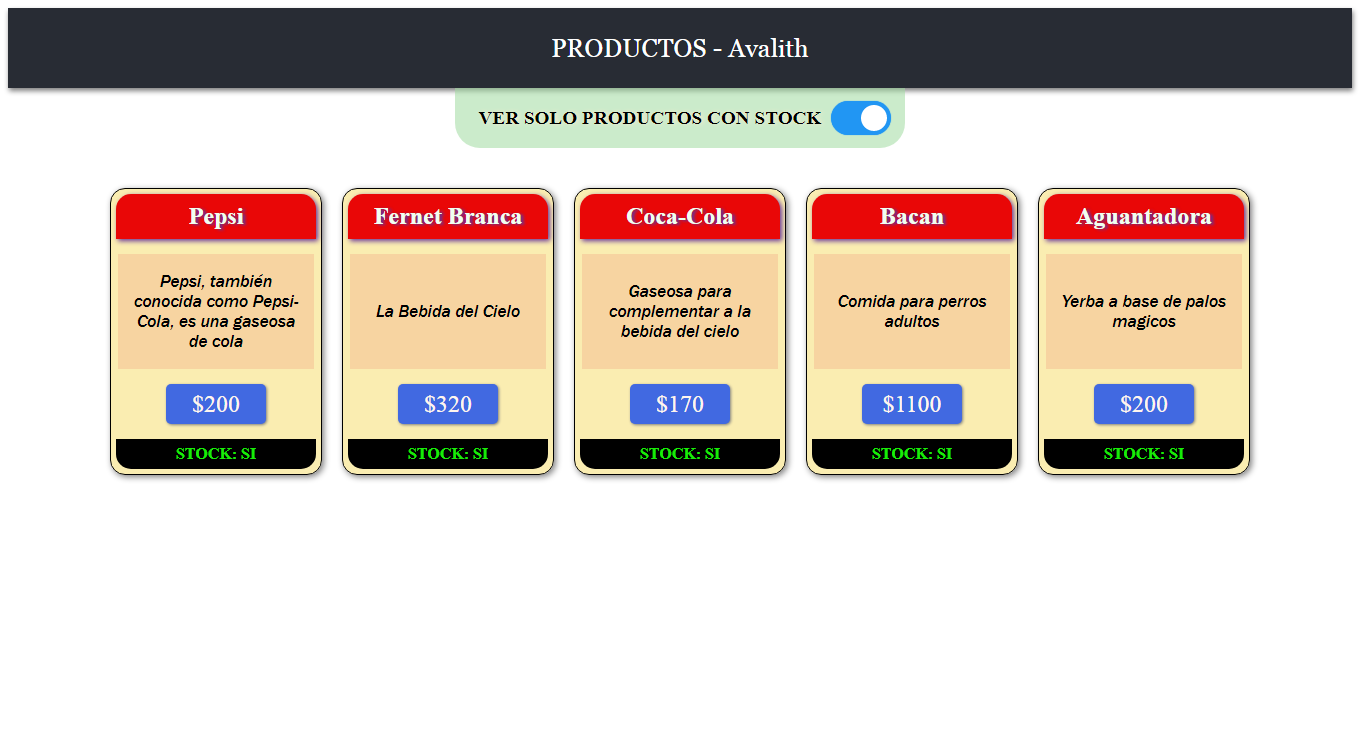 PRODUCTOS - Avalith
VER SOLO PRODUCTOS CON STOCK
Pepsi
Pepsi, también
conocida como Pepsi-
Cola, es una gaseosa
de cola
$200
STOCK: SI
Fernet Branca
La Bebida del Cielo
$320
STOCK: SI
Coca-Cola
Gaseosa para
complementar a la
bebida del cielo
$170
STOCK: SI
Bacan
Comida para perros
adultos
$1100
STOCK: SI
Aguantadora
Yerba a base de palos
magicos
$200
STOCK: SI